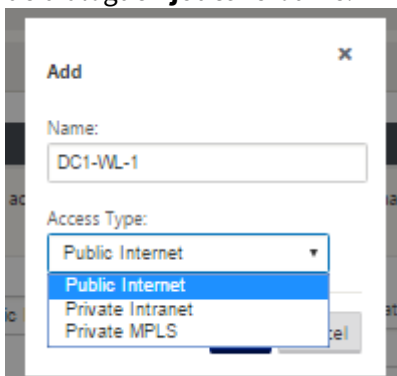 Add
×
Name:
DC1-WL-1
Access Type:
Public Internet
Public Internet
Private Intranet
Private MPLS